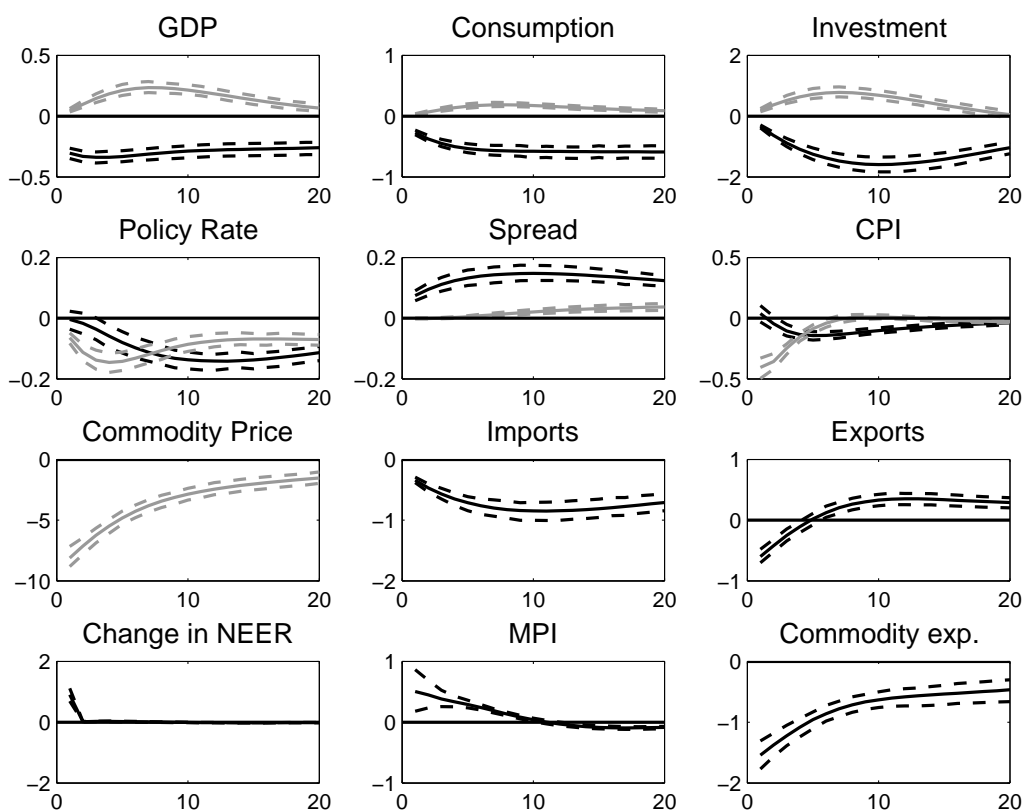 GDP Consumption Investment
0.5 1 2
0 0 0
−0.5 −1 −2
0 10 20 0 10 20 0 10 20
Policy Rate Spread CPI
0.2 0.2 0.5
0 0 0
−0.2 −0.2 −0.5
0 10 20 0 10 20 0 10 20
Commodity Price Imports Exports
0 0 1
−5 −1 0
−10 −2 −1
0 10 20 0 10 20 0 10 20
Change in NEER MPI Commodity exp.
2 1 0
0 0 −1
−2 −1 −2
0 10 20 0 10 20 0 10 20